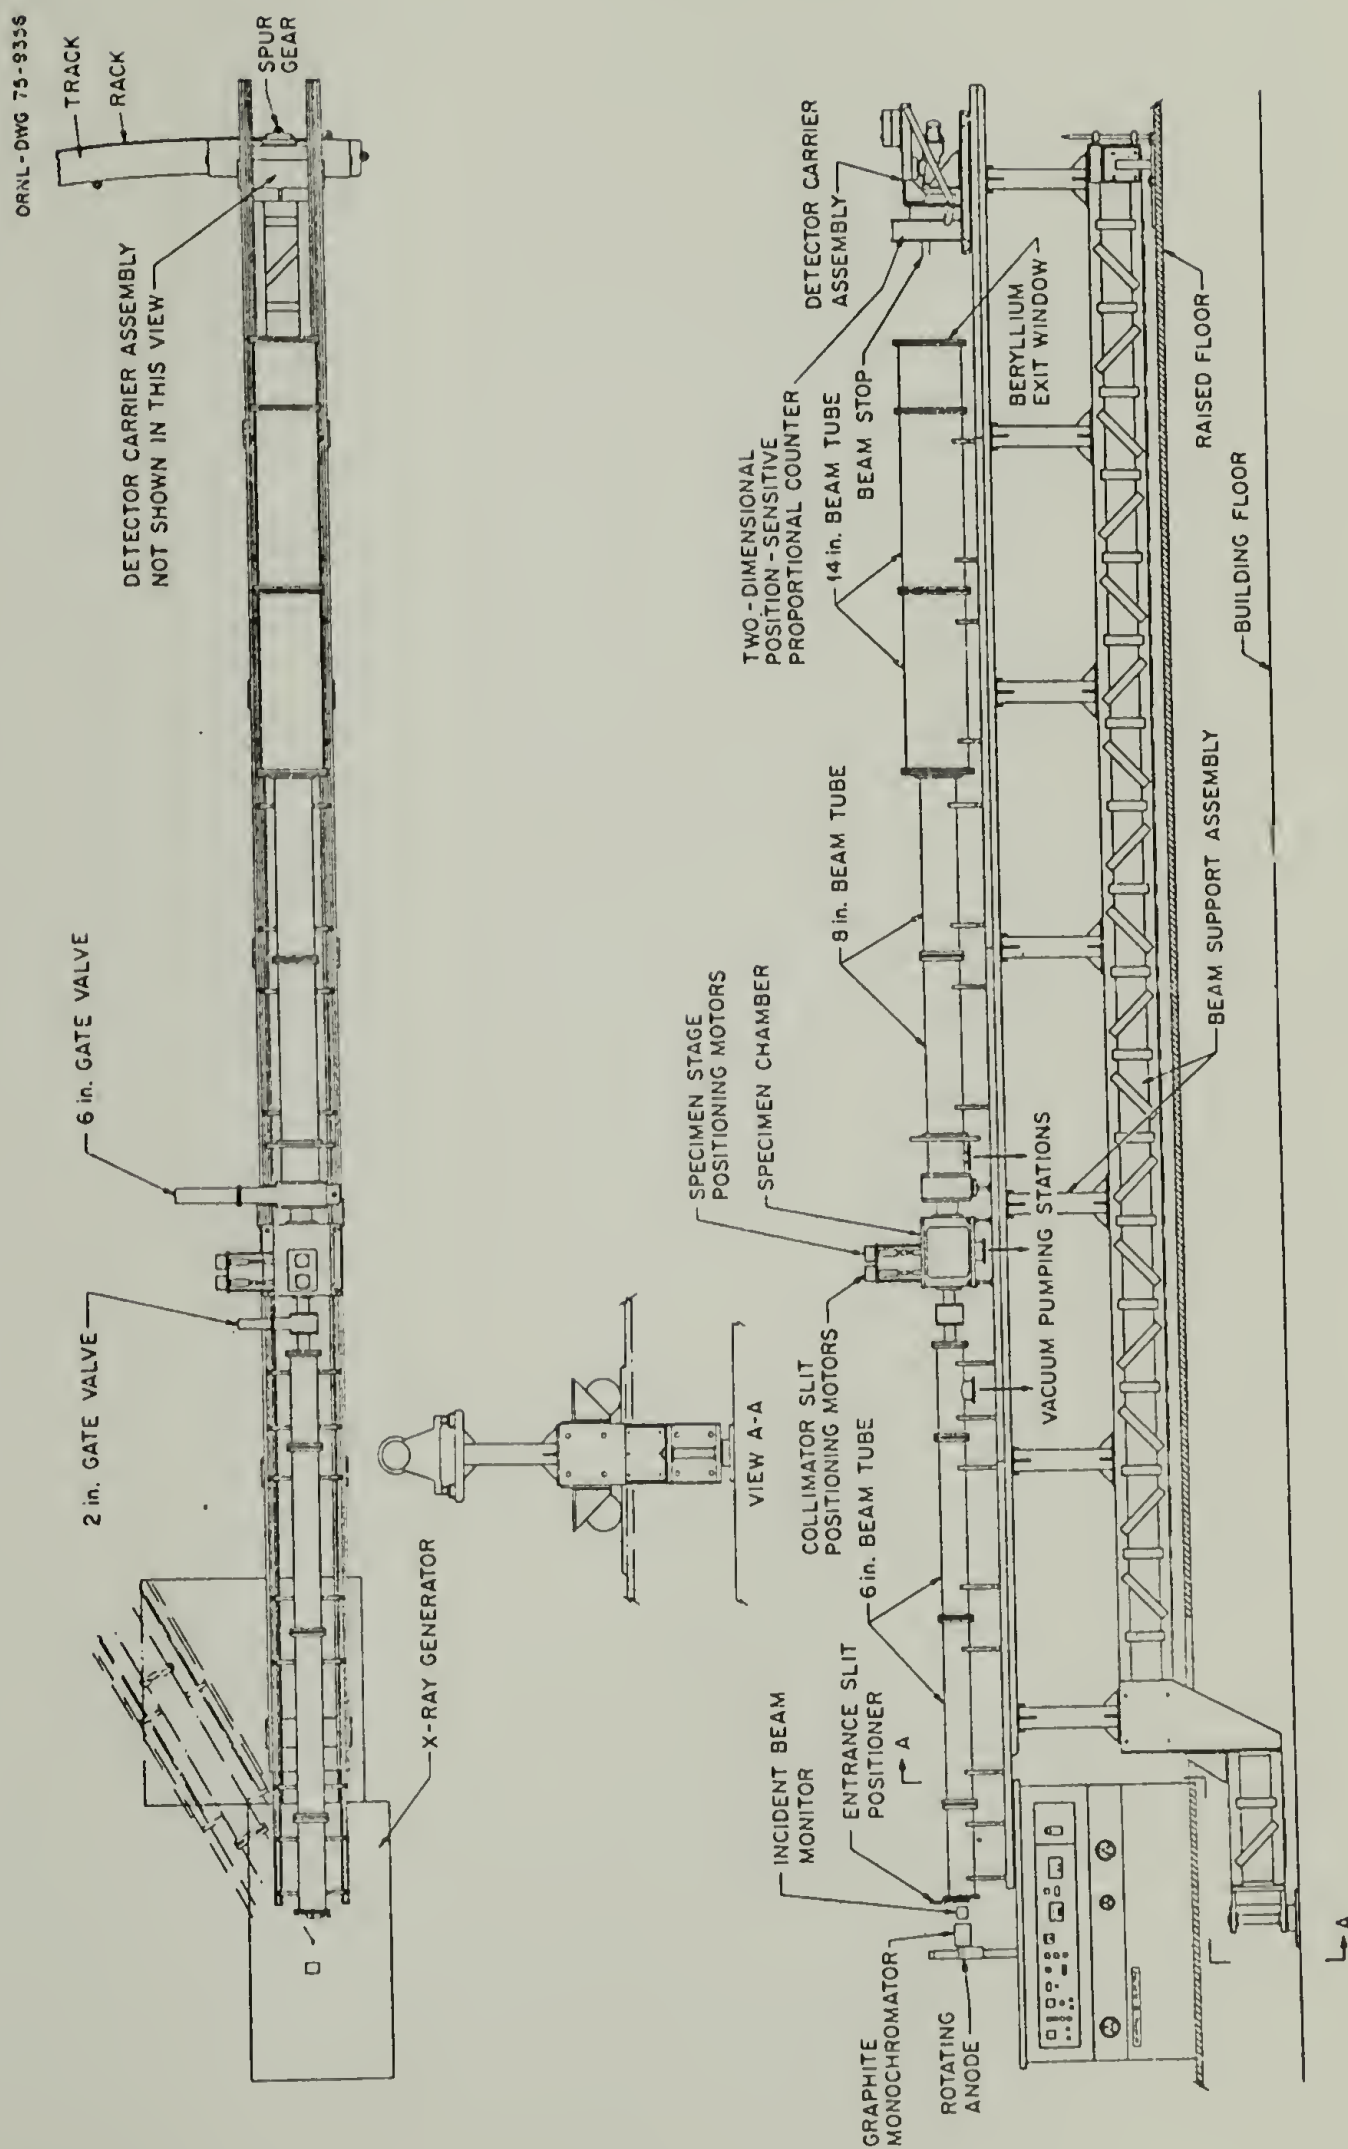 ORNL-DWG 75-9355
TRACK
RACK
SPUR
GEAR
DETECTOR CARRIER ASSEMBLY
NOT SHOWN IN THIS VIEW
6 in. GATE VALVE
2 in. GATE VALVE
X-RAY GENERATOR
VIEW A-A
DETECTOR CARRIER
ASSEMBLY
TWO-DIMENSIONAL
POSITION-SENSITIVE
PROPORTIONAL COUNTER
14 in. BEAM TUBE
BEAM STOP
BERYLLIUM
EXIT WINDOW
RAISED FLOOR
BUILDING FLOOR
8 in. BEAM TUBE
BEAM SUPPORT ASSEMBLY
SPECIMEN STAGE
POSITIONING MOTORS
SPECIMEN CHAMBER
VACUUM PUMPING STATIONS
COLLIMATOR SLIT
POSITIONING MOTORS
6 in. BEAM TUBE
INCIDENT BEAM
MONITOR
ENTRANCE SLIT
POSITIONER
A
GRAPHITE
MONOCHROMATOR
ROTATING
ANODE
A